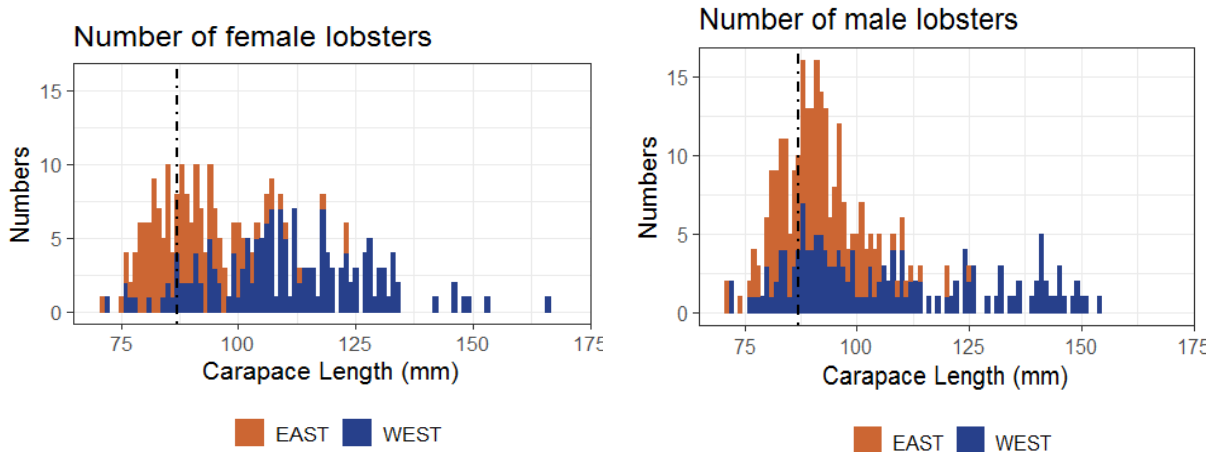 Number of female lobsters
15
10
5
0
Numbers
75 100 125 150 175
Carapace Length (mm)
EAST WEST
Number of male lobsters
15
10
5
0
Numbers
75 100 125 150 175
Carapace Length (mm)
EAST WEST